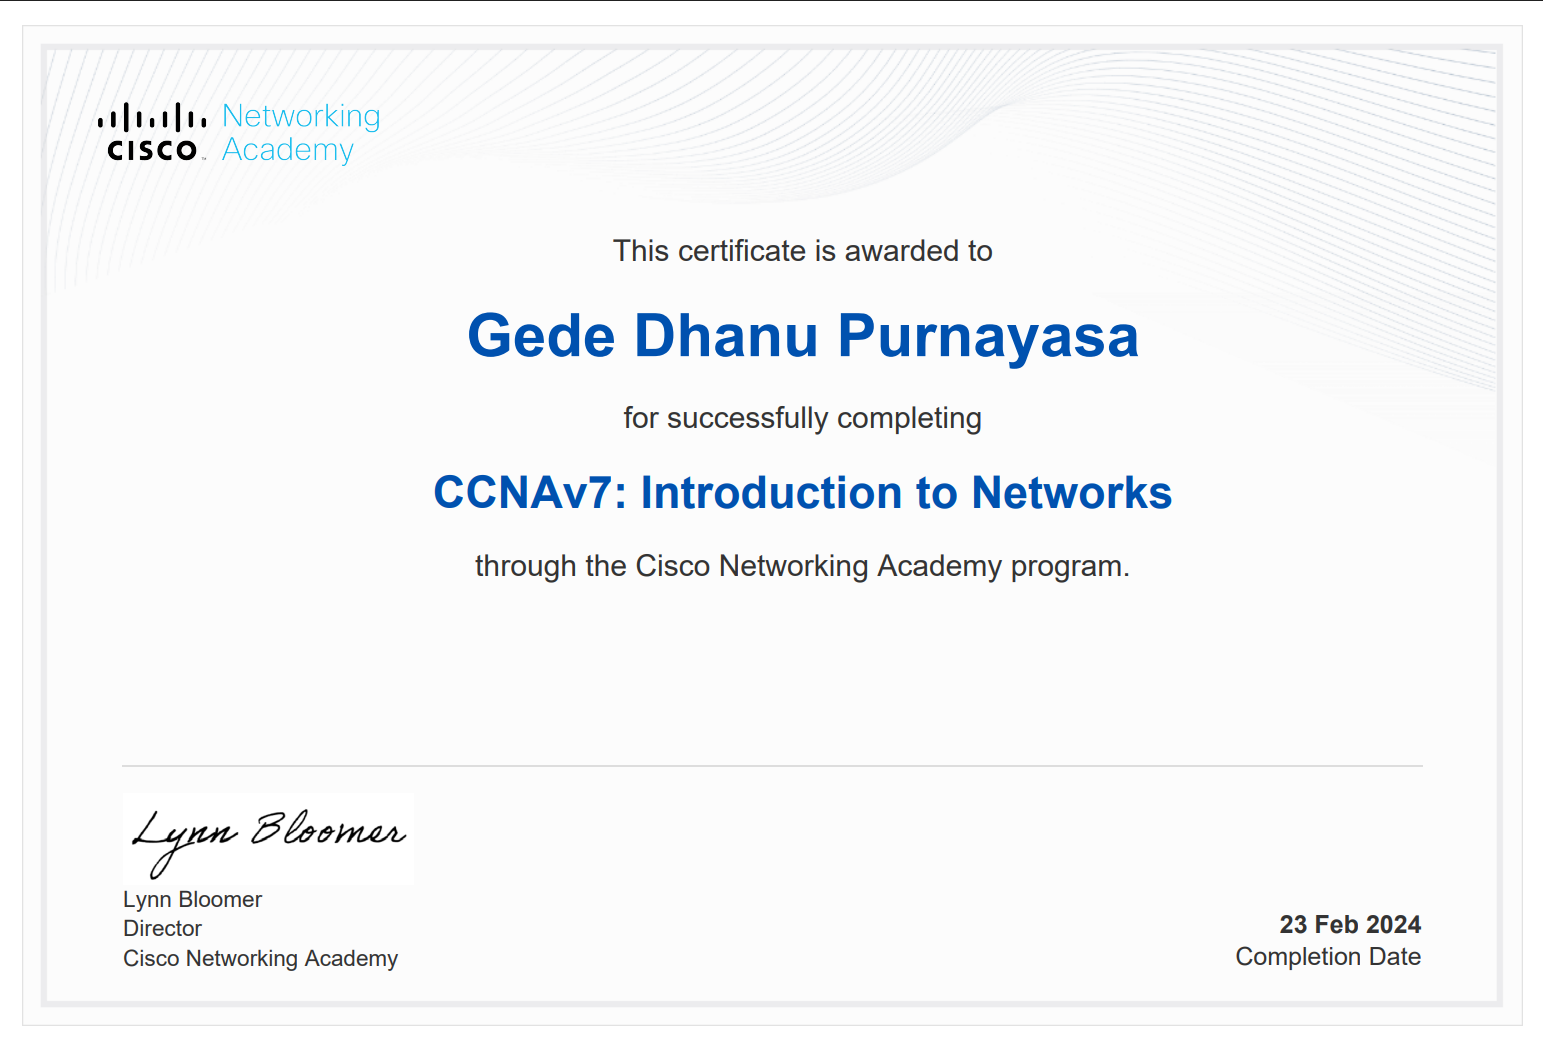 CISCO
Networking
Academy
This certificate is awarded to
Gede Dhanu Purnayasa
for successfully completing
CCNAv7: Introduction to Networks
through the Cisco Networking Academy program.
Lynn Bloomer
Lynn Bloomer
Director
Cisco Networking Academy
23 Feb 2024
Completion Date